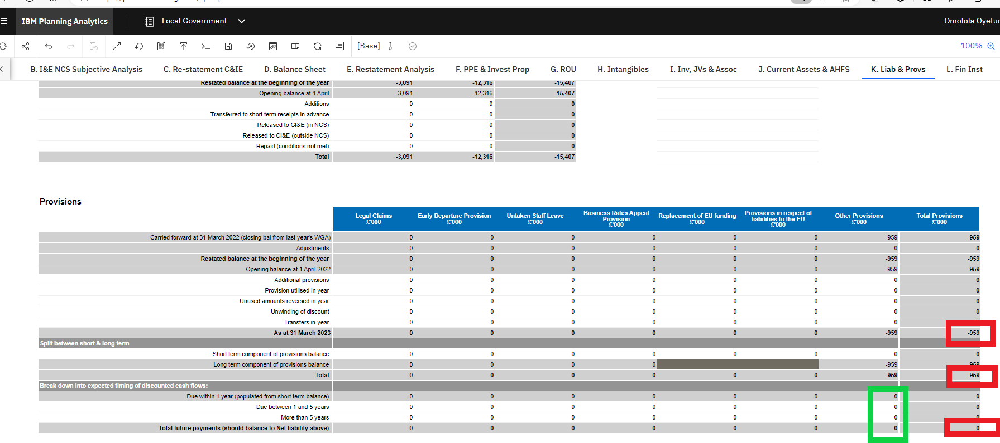 IBM Planning Analytics Local Government
[Base] 100%
B. I&E NCS Subjective Analysis C. Re-statement C&IE D. Balance Sheet E. Restatement Analysis F. PPE & Invest Prop G. ROU H. Intangibles I. Inv, JVs & Assoc J. Current Assets & AHFS K. Liab & Provs L. Fin Inst
Restated balance at the beginning of the year -3,091 -12,316 -15,407
Opening balance at 1 April -3,091 -12,316 -15,407
Additions 0 0 0
Transferred to short term receipts in advance 0 0 0
Released to CI&E (in NCS) 0 0 0
Released to CI&E (outside NCS) 0 0 0
Repaid (conditions not met) 0 0 0
Total -3,091 -12,316 -15,407
Provisions
Legal Claims £'000 Early Departure Provision £'000 Untaken Staff Leave £'000 Business Rates Appeal Provision £'000 Replacement of EU funding £'000 Provisions in respect of liabilities to the EU £'000 Other Provisions £'000 Total Provisions £'000
Carried forward at 31 March 2022 (closing bal from last year's WGA) 0 0 0 0 0 0 -959 -959
Adjustments 0 0 0 0 0 0 0 0
Restated balance at the beginning of the year 0 0 0 0 0 0 -959 -959
Opening balance at 1 April 2022 0 0 0 0 0 0 -959 -959
Additional provisions 0 0 0 0 0 0 0 0
Provision utilised in year 0 0 0 0 0 0 0 0
Unused amounts reversed in year 0 0 0 0 0 0 0 0
Unwinding of discount 0 0 0 0 0 0 0 0
Transfers in-year 0 0 0 0 0 0 0
As at 31 March 2023 0 0 0 0 0 0 -959 -959
Split between short & long term
Short term component of provisions balance 0 0 0 0 0 0 0 0
Long term component of provisions balance 0 0 0 0 -959 -959
Total 0 0 0 0 0 0 -959 -959
Break down into expected timing of discounted cash flows:
Due within 1 year (populated from short term balance) 0 0 0 0 0 0 0 0
Due between 1 and 5 years 0 0 0 0 0 0 0 0
More than 5 years 0 0 0 0 0 0 0 0
Total future payments (should balance to Net liability above) 0 0 0 0 0 0 0 0